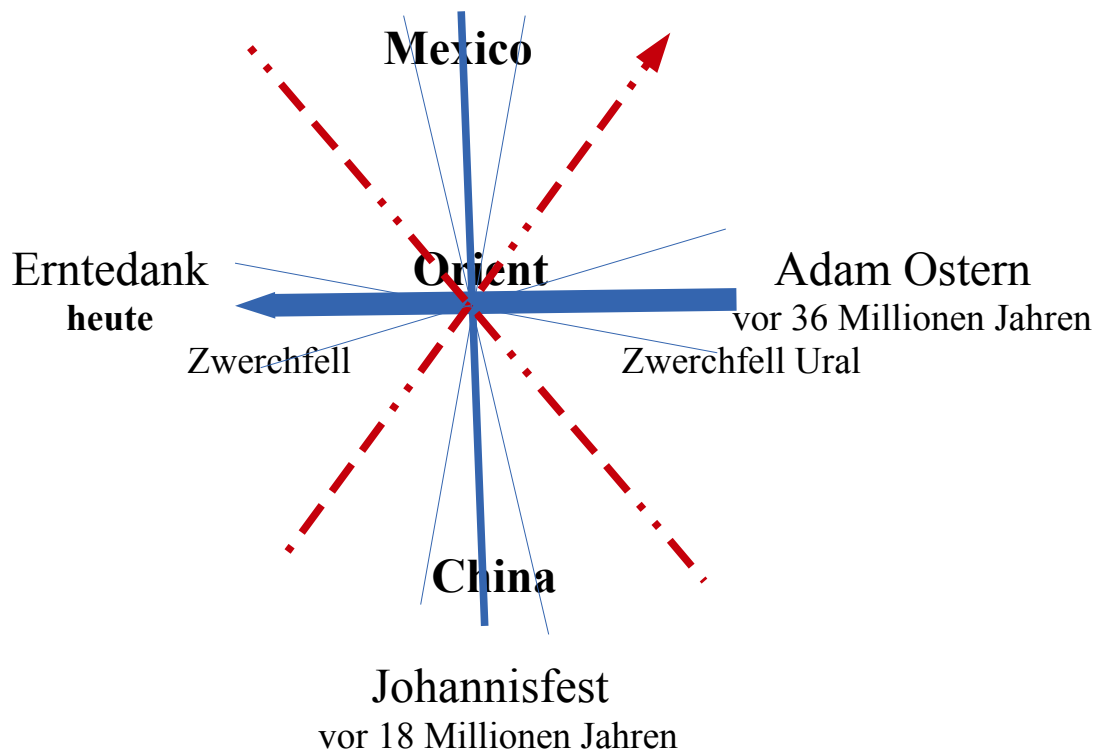 Mexico
Erntedank
Orient
Adam Ostern
heute
vor 36 Millionen Jahren
Zwerchfell
Zwerchfell Ural
China
Johannisfest
vor 18 Millionen Jahren